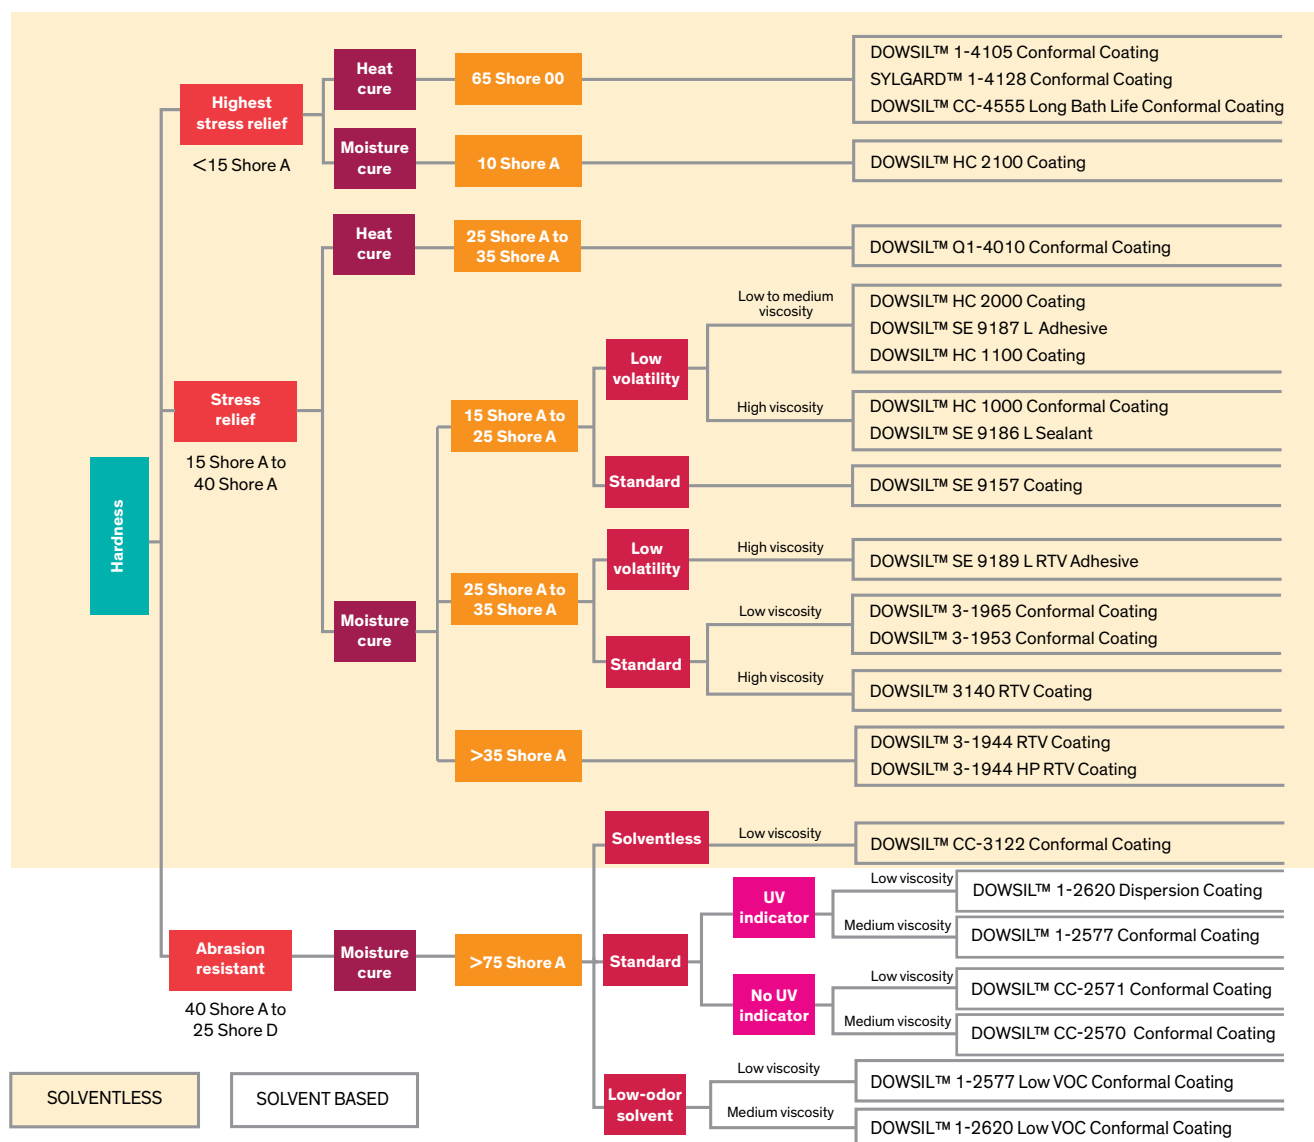 Hardness
Highest
stress relief
<15 Shore A
Heat
cure
65 Shore 00
DOWSIL™ 1-4105 Conformal Coating
SYLGARD™ 1-4128 Conformal Coating
DOWSIL™ CC-4555 Long Bath Life Conformal Coating
Moisture
cure
10 Shore A
DOWSIL™ HC 2100 Coating
Stress
relief
15 Shore A to
40 Shore A
Heat
cure
25 Shore A to
35 Shore A
DOWSIL™ Q1-4010 Conformal Coating
Moisture
cure
15 Shore A to
25 Shore A
Low
volatility
Low to medium
viscosity
DOWSIL™ HC 2000 Coating
DOWSIL™ SE 9187 L Adhesive
DOWSIL™ HC 1100 Coating
High viscosity
DOWSIL™ HC 1000 Conformal Coating
DOWSIL™ SE 9186 L Sealant
Standard
DOWSIL™ SE 9157 Coating
25 Shore A to
35 Shore A
Low
volatility
High viscosity
DOWSIL™ SE 9189 L RTV Adhesive
Standard
Low viscosity
DOWSIL™ 3-1965 Conformal Coating
DOWSIL™ 3-1953 Conformal Coating
High viscosity
DOWSIL™ 3140 RTV Coating
>35 Shore A
DOWSIL™ 3-1944 RTV Coating
DOWSIL™ 3-1944 HP RTV Coating
Abrasion
resistant
40 Shore A to
25 Shore D
Moisture
cure
>75 Shore A
Solventless
Low viscosity
DOWSIL™ CC-3122 Conformal Coating
Standard
UV
indicator
Low viscosity
DOWSIL™ 1-2620 Dispersion Coating
Medium viscosity
DOWSIL™ 1-2577 Conformal Coating
No UV
indicator
Low viscosity
DOWSIL™ CC-2571 Conformal Coating
Medium viscosity
DOWSIL™ CC-2570 Conformal Coating
Low-odor
solvent
Low viscosity
DOWSIL™ 1-2577 Low VOC Conformal Coating
Medium viscosity
DOWSIL™ 1-2620 Low VOC Conformal Coating
SOLVENTLESS
SOLVENT BASED